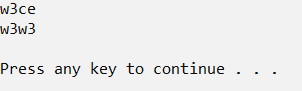 w3ce
w3w3
Press any key to continue . . .